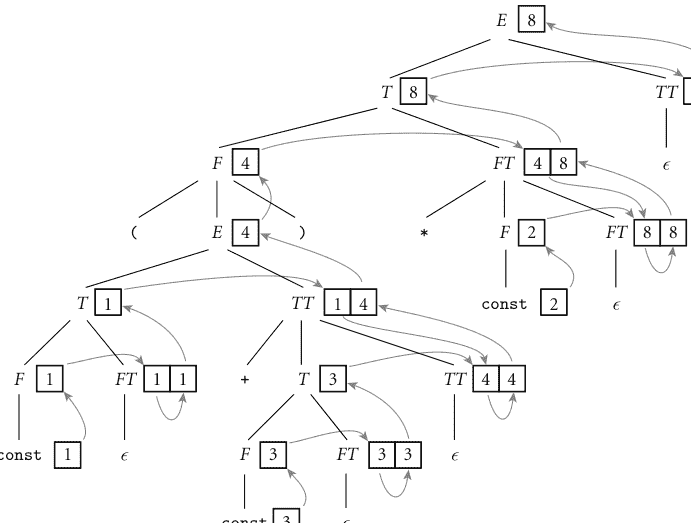 E 8
T 8 TT
F 4 FT 4 8 ϵ
( E 4 ) * F 2 FT 8 8
T 1 TT 1 4 const 2 ϵ
F 1 FT 1 1 + T 3 TT 4 4
const 1 ϵ F 3 FT 3 3 ϵ
const 3 ϵ